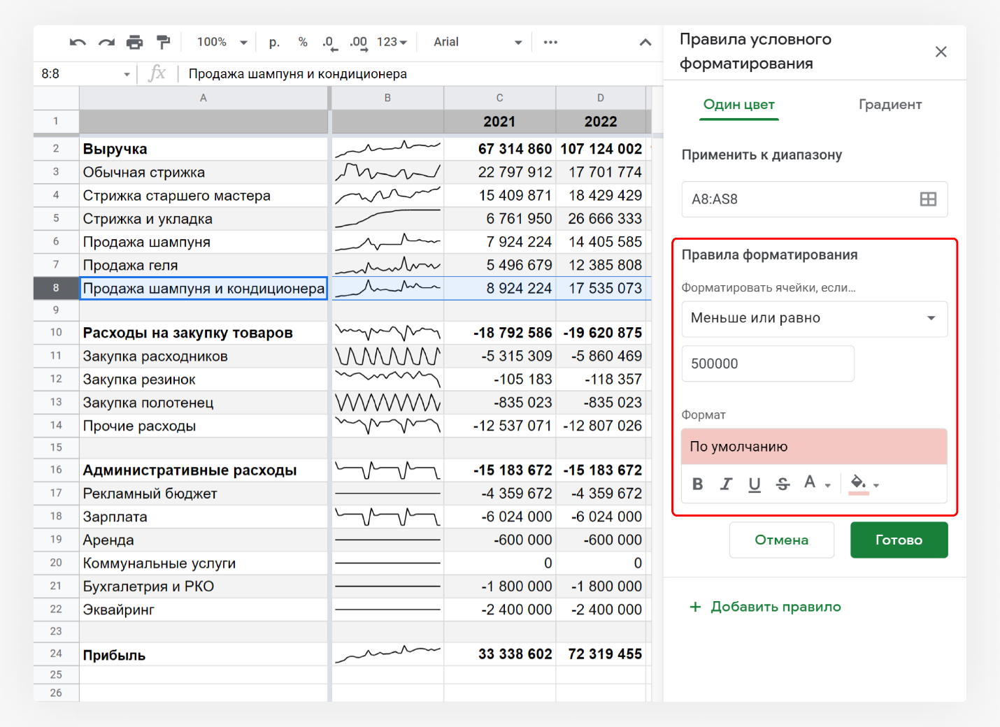 100% р. % .0 .00 123 Arial
8:8 fx Продажа шампуня и кондиционера
A B C D
1 2021 2022
2 Выручка 67 314 860 107 124 002
3 Обычная стрижка 22 797 912 17 701 774
4 Стрижка старшего мастера 15 409 871 18 429 429
5 Стрижка и укладка 6 761 950 26 666 333
6 Продажа шампуня 7 924 224 14 405 585
7 Продажа геля 5 496 679 12 385 808
8 Продажа шампуня и кондиционера 8 924 224 17 535 073
9
10 Расходы на закупку товаров -18 792 586 -19 620 875
11 Закупка расходников -5 315 309 -5 860 469
12 Закупка резинок -105 183 -118 357
13 Закупка полотенец -835 023 -835 023
14 Прочие расходы -12 537 071 -12 807 026
15
16 Административные расходы -15 183 672 -15 183 672
17 Рекламный бюджет -4 359 672 -4 359 672
18 Зарплата -6 024 000 -6 024 000
19 Аренда -600 000 -600 000
20 Коммунальные услуги 0 0
21 Бухгалетрия и РКО -1 800 000 -1 800 000
22 Эквайринг -2 400 000 -2 400 000
23
24 Прибыль 33 338 602 72 319 455
25
26
Правила условного
форматирования
Один цвет Градиент
Применить к диапазону
A8:AS8
Правила форматирования
Форматировать ячейки, если…
Меньше или равно
500000
Формат
По умолчанию
B I U S A
Отмена Готово
+ Добавить правило